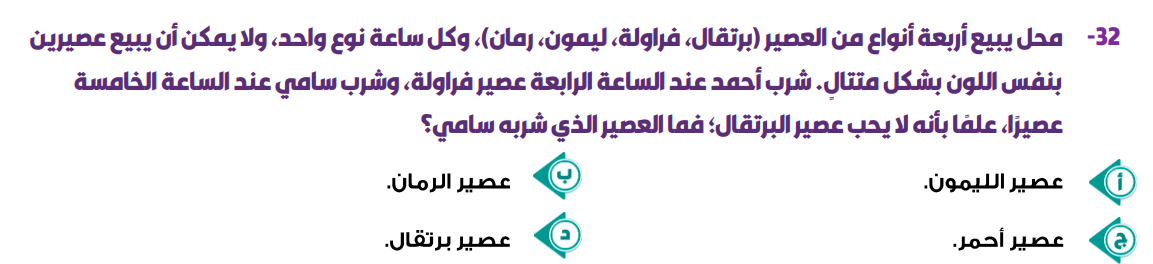 32- محل يبيع أربعة أنواع من العصير (برتقال، فراولة، ليمون، رمان)، وكل ساعة نوع واحد، ولا يمكن أن يبيع عصيرين
بنفس اللون بشكل متتالٍ. شرب أحمد عند الساعة الرابعة عصير فراولة، وشرب سامي عند الساعة الخامسة
عصيرًا، علمًا بأنه لا يحب عصير البرتقال؛ فما العصير الذي شربه سامي؟
أ عصير الليمون. ب عصير الرمان.
ج عصير أحمر. د عصير برتقال.